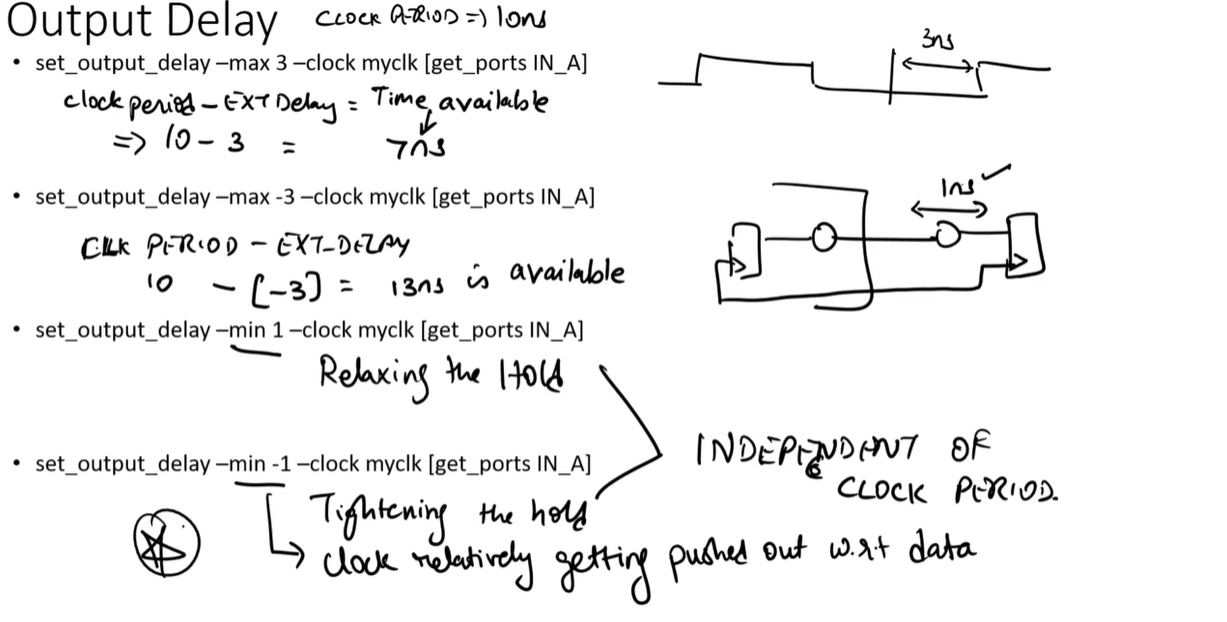 Output Delay CLOCK PERIOD => 10ns
3ns
• set_output_delay –max 3 –clock myclk [get_ports IN_A]
clock period – EXT Delay = Time available
=> 10 – 3 = 7ns
1ns ✓
• set_output_delay –max -3 –clock myclk [get_ports IN_A]
CLK PERIOD – EXT-DELAY
10 – [-3] = 13ns is available
• set_output_delay –min 1 –clock myclk [get_ports IN_A]
Relaxing the Hold
INDEPENDENT OF
CLOCK PERIOD.
• set_output_delay –min -1 –clock myclk [get_ports IN_A]
Tightening the hold
clock relatively getting pushed out w.r.t data